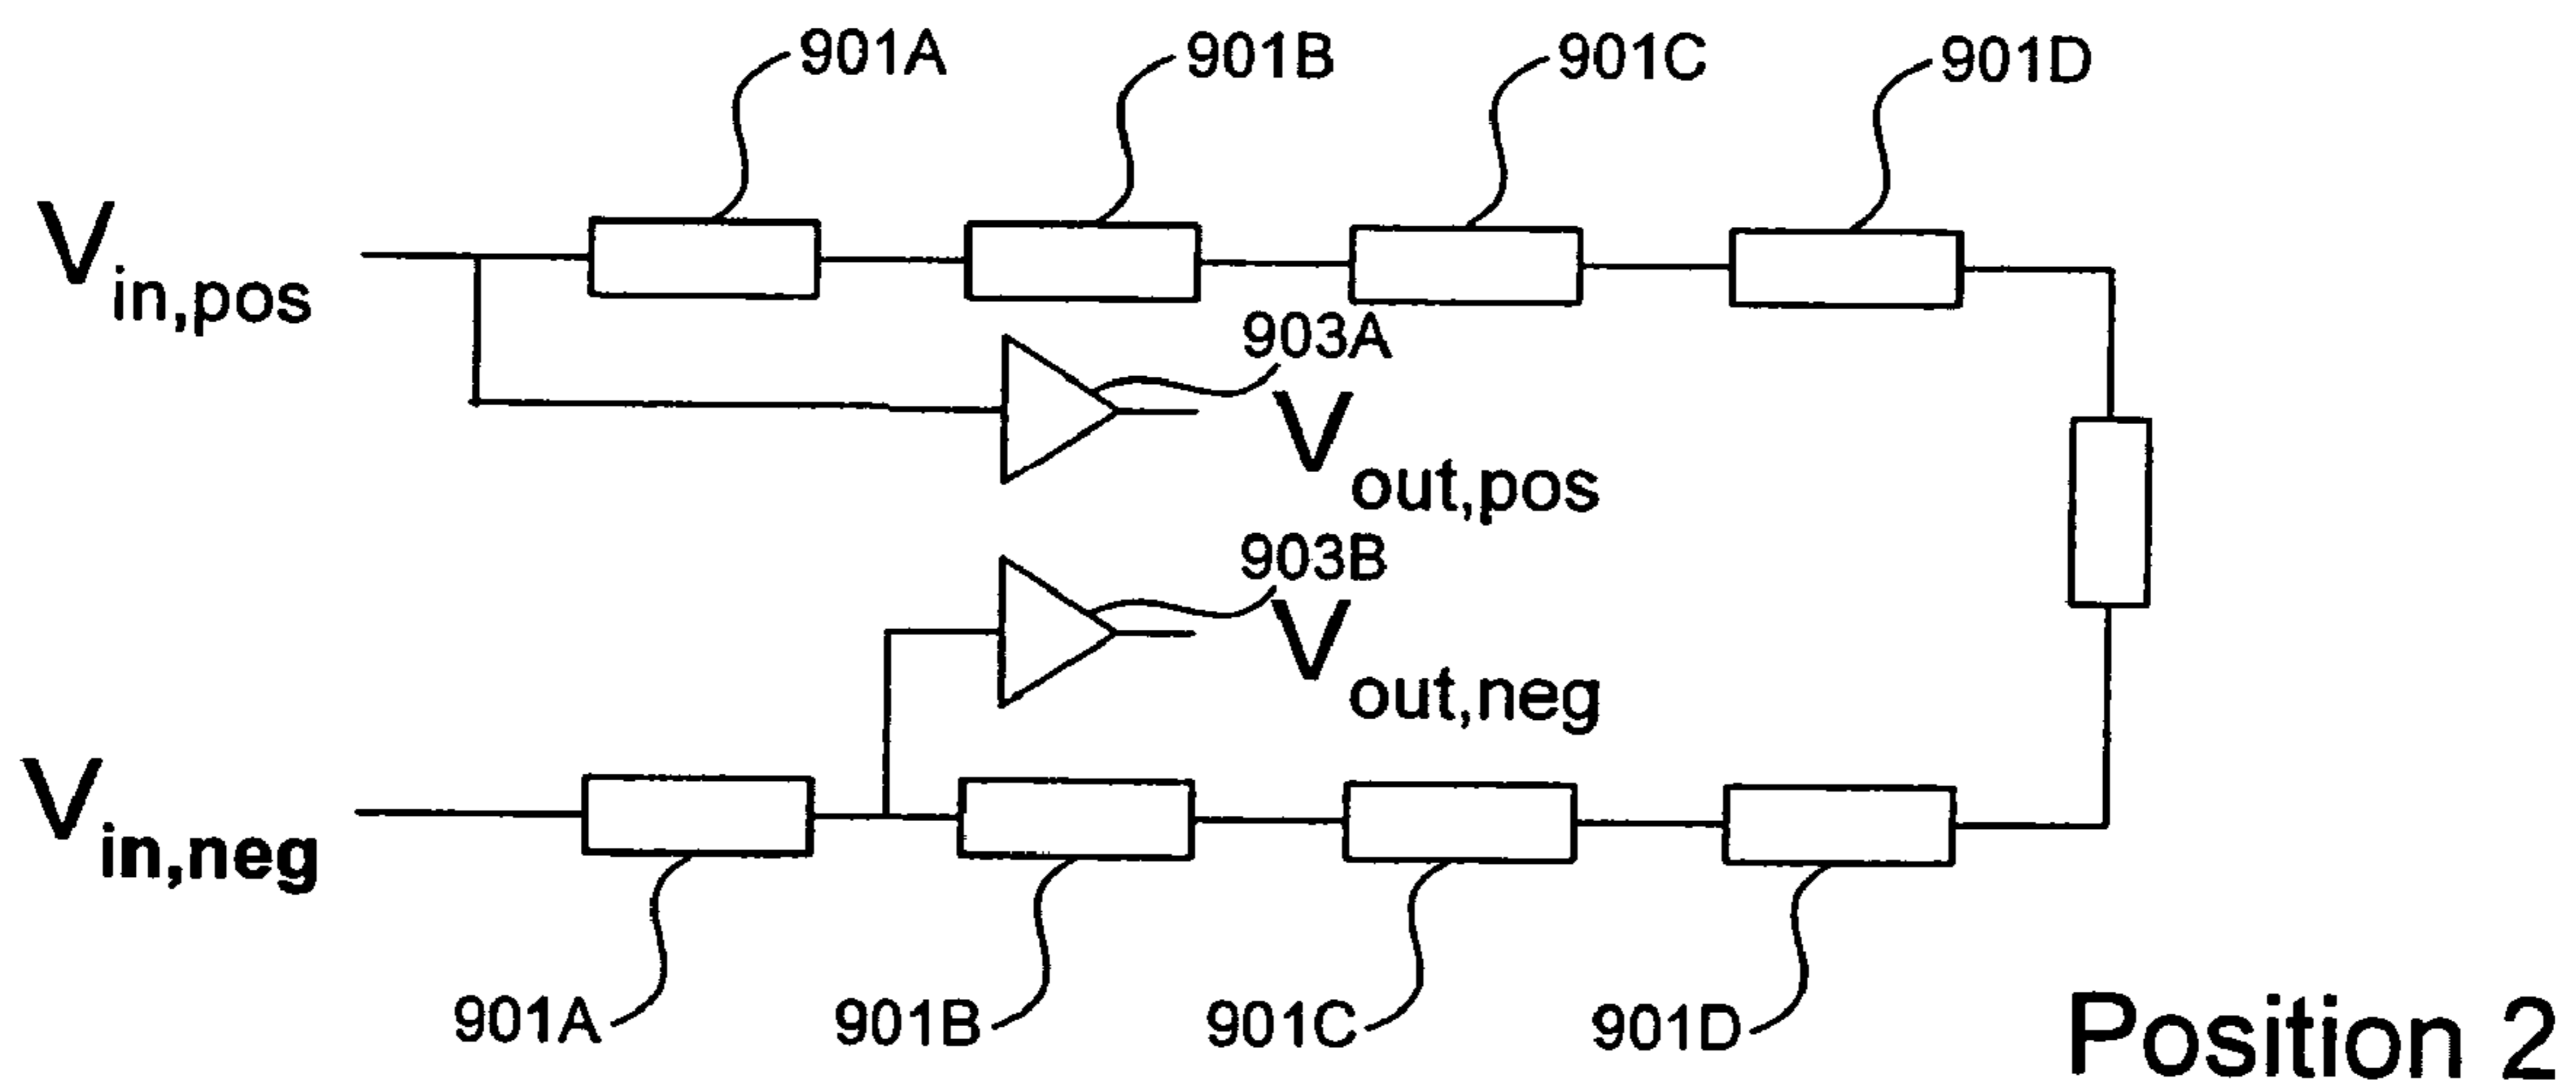 901A 901B 901C 901D
Vin,pos
903A
Vout,pos
903B
Vout,neg
Vin,neg
901A 901B 901C 901D
Position 2